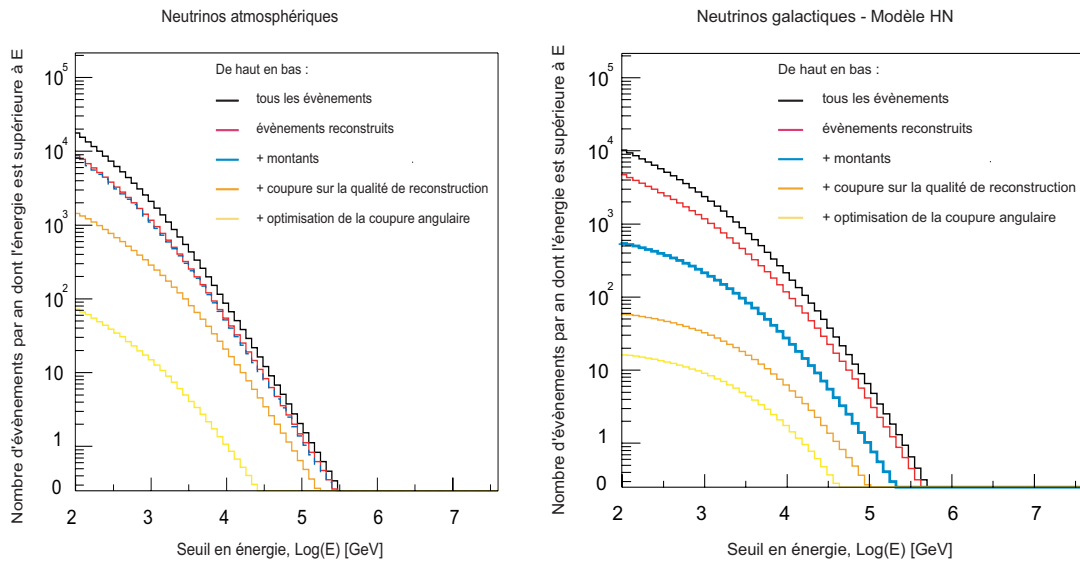 Neutrinos atmosphériques
Nombre d'évènements par an dont l'énergie est supérieure à E
10^5
10^4
10^3
10^2
10
1
0
De haut en bas :
tous les évènements
évènements reconstruits
+ montants
+ coupure sur la qualité de reconstruction
+ optimisation de la coupure angulaire
2 3 4 5 6 7
Seuil en énergie, Log(E) [GeV]
Neutrinos galactiques - Modèle HN
Nombre d'événements par an dont l'énergie est supérieure à E
10^5
10^4
10^3
10^2
10
1
0
De haut en bas :
tous les évènements
évènements reconstruits
+ montants
+ coupure sur la qualité de reconstruction
+ optimisation de la coupure angulaire
2 3 4 5 6 7
Seuil en énergie, Log(E) [GeV]